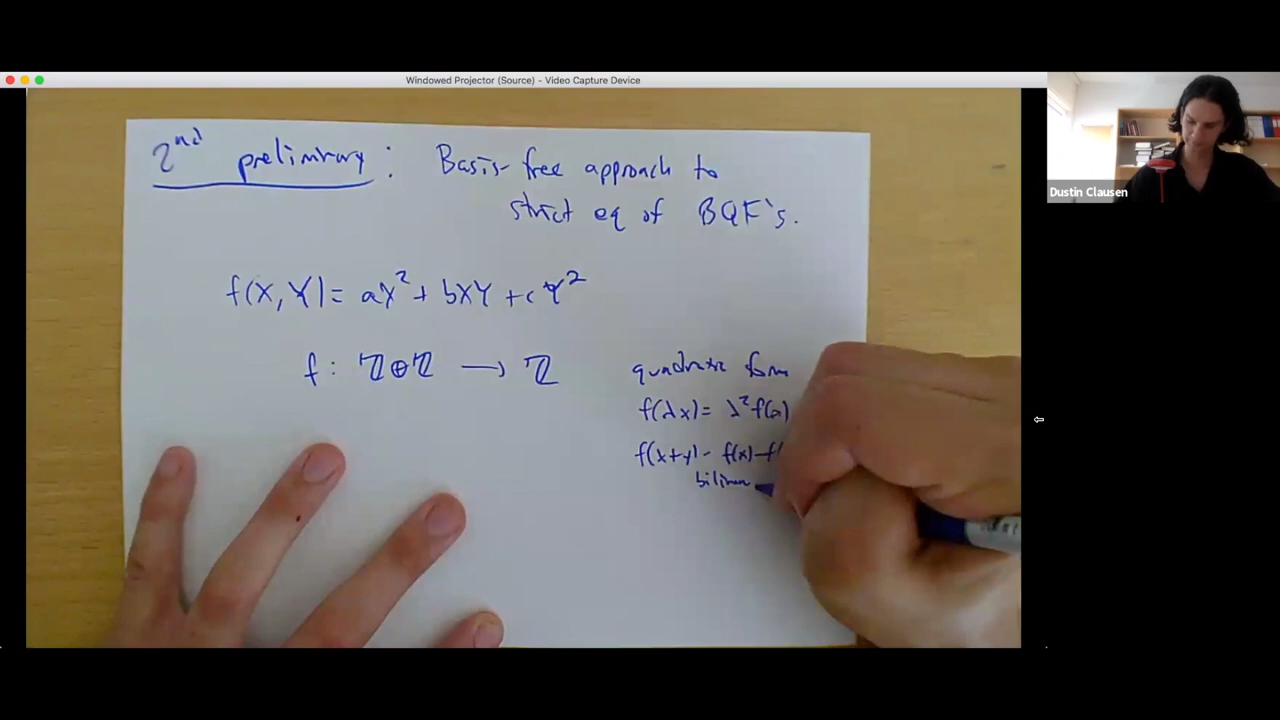 Windowed Projector (Source) - Video Capture Device
2nd preliminary: Basis-free approach to
strict eq of BQF's.
f(X,Y)= aX²+ bXY +cY²
f: ℤ⊕ℤ → ℤ
quadratic form
f(λx)= λ²f(x)
f(x+y)- f(x)-f(
bilinear
Dustin Clausen